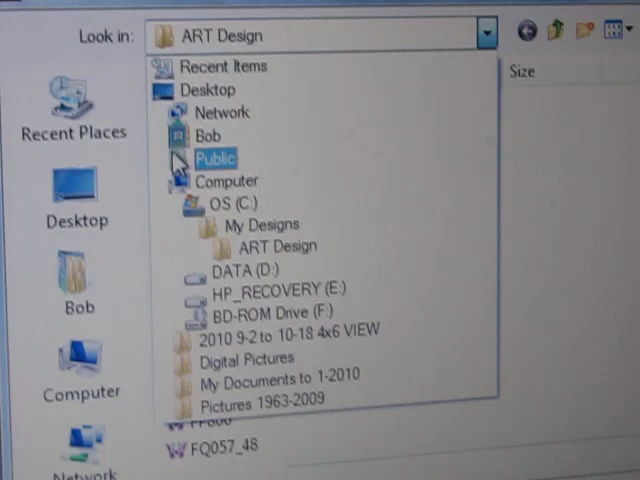 Look in: ART Design
Size
Recent Items
Desktop
Network
Bob
Public
Computer
OS (C:)
My Designs
ART Design
DATA (D:)
HP_RECOVERY (E:)
BD-ROM Drive (F:)
2010 9-2 to 10-18 4x6 VIEW
Digital Pictures
My Documents to 1-2010
Pictures 1963-2009
FQ057_48
Recent Places
Desktop
Bob
Computer
Network